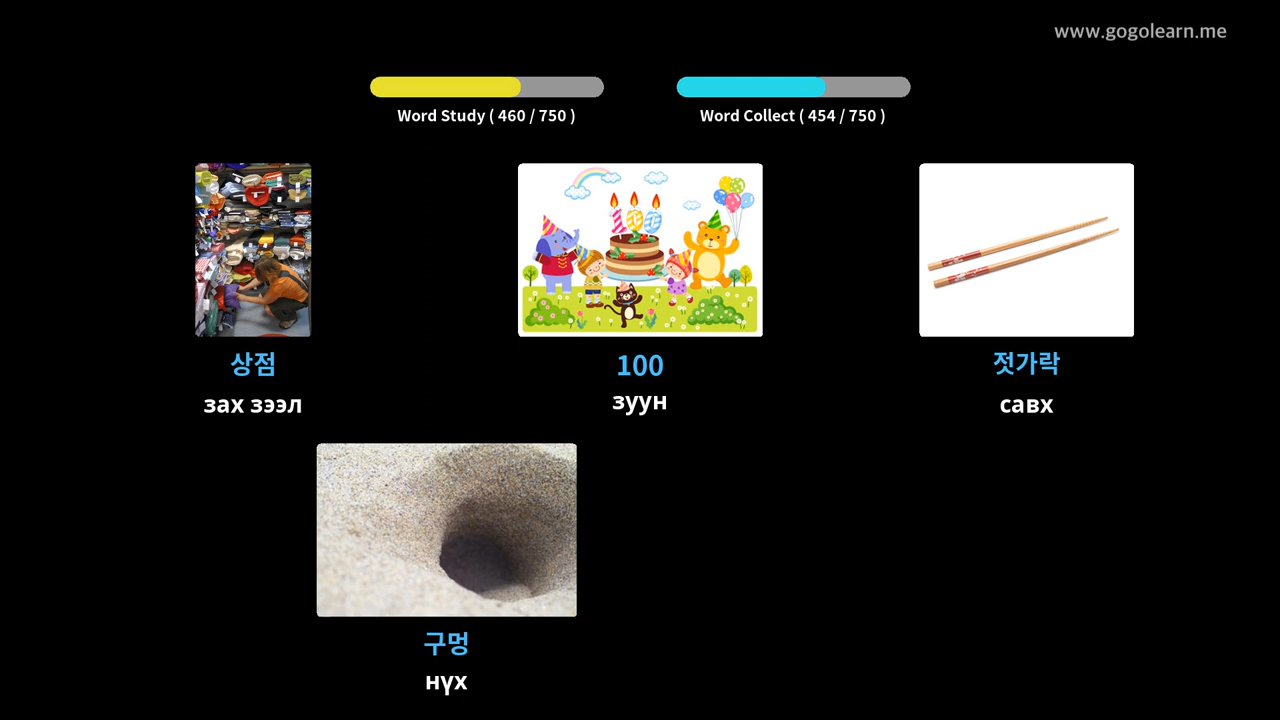 www.gogolearn.me
Word Study ( 460 / 750 )
Word Collect ( 454 / 750 )
상점
зах зээл
100
100
зуун
젓가락
савх
구멍
нүх